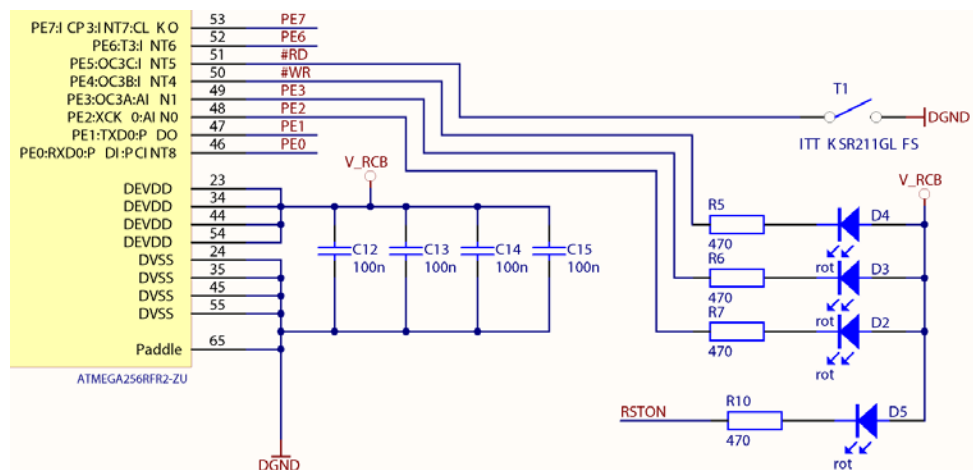 PE7:I CP3:INT7:CL K O 53 PE7
PE6:T3:I NT6 52 PE6
PE5:OC3C:I NT5 51 #RD
PE4:OC3B:I NT4 50 #WR
PE3:OC3A:AI N1 49 PE3
PE2:XCK 0:AI N0 48 PE2
PE1:TXD0:P DO 47 PE1
PE0:RXD0:P DI:PCINT8 46 PE0
T1
DGND
ITT KSR211GL FS
DEVDD 23
DEVDD 34
DEVDD 44
DEVDD 54
DVSS 24
DVSS 35
DVSS 45
DVSS 55
Paddle 65
ATMEGA256RFR2-ZU
V_RCB
C12 100n
C13 100n
C14 100n
C15 100n
DGND
V_RCB
R5 470
D4 rot
R6 470
D3 rot
R7 470
D2 rot
RSTON
R10 470
D5 rot